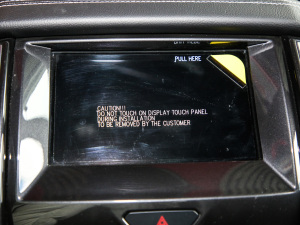 PULL HERE
CAUTION!!!
DO NOT TOUCH ON DISPLAY TOUCH PANEL
DURING INSTALLATION
TO BE REMOVED BY THE CUSTOMER